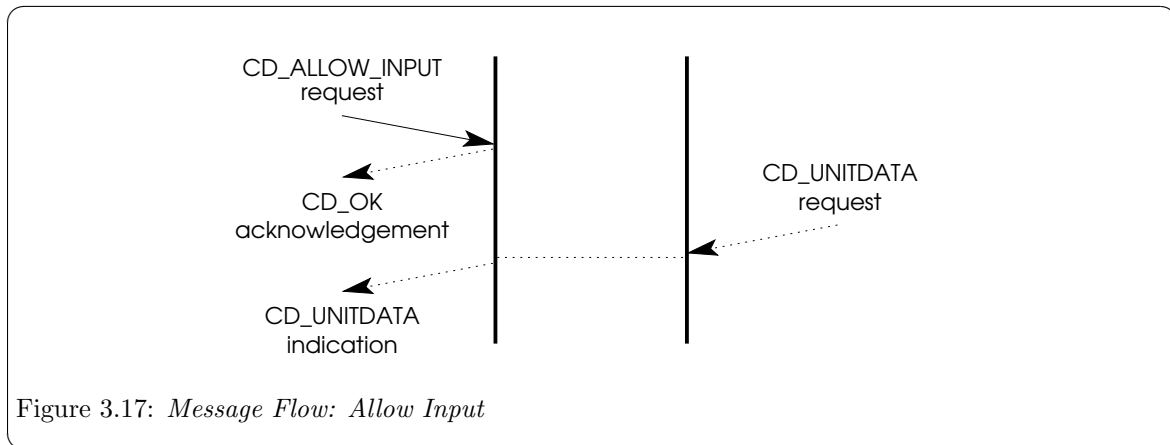 CD_ALLOW_INPUT
request
CD_OK
acknowledgement
CD_UNITDATA
request
CD_UNITDATA
indication
Figure 3.17: Message Flow: Allow Input